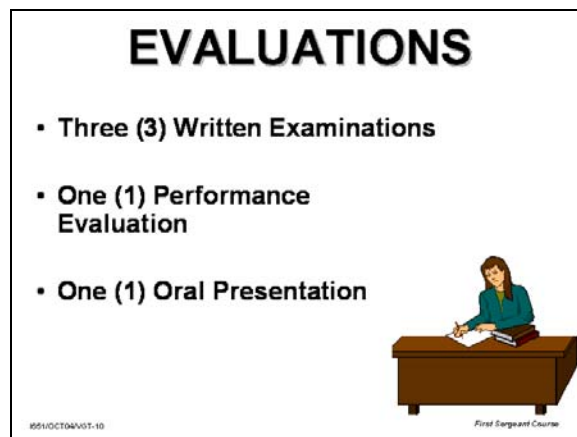 EVALUATIONS
▪ Three (3) Written Examinations
▪ One (1) Performance
Evaluation
▪ One (1) Oral Presentation
First Sergeant Course